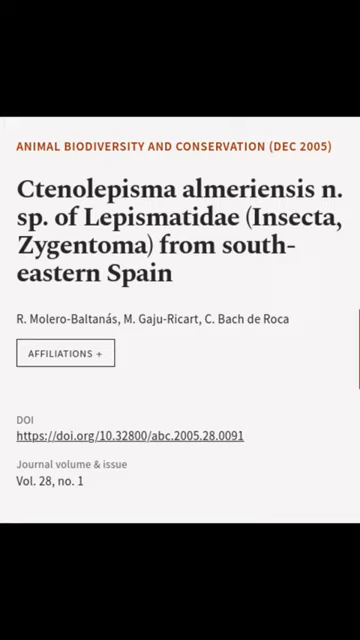 ANIMAL BIODIVERSITY AND CONSERVATION (DEC 2005)
Ctenolepisma almeriensis n.
sp. of Lepismatidae (Insecta,
Zygentoma) from south-
eastern Spain
R. Molero-Baltanás, M. Gaju-Ricart, C. Bach de Roca
AFFILIATIONS +
DOI
https://doi.org/10.32800/abc.2005.28.0091
Journal volume & issue
Vol. 28, no. 1